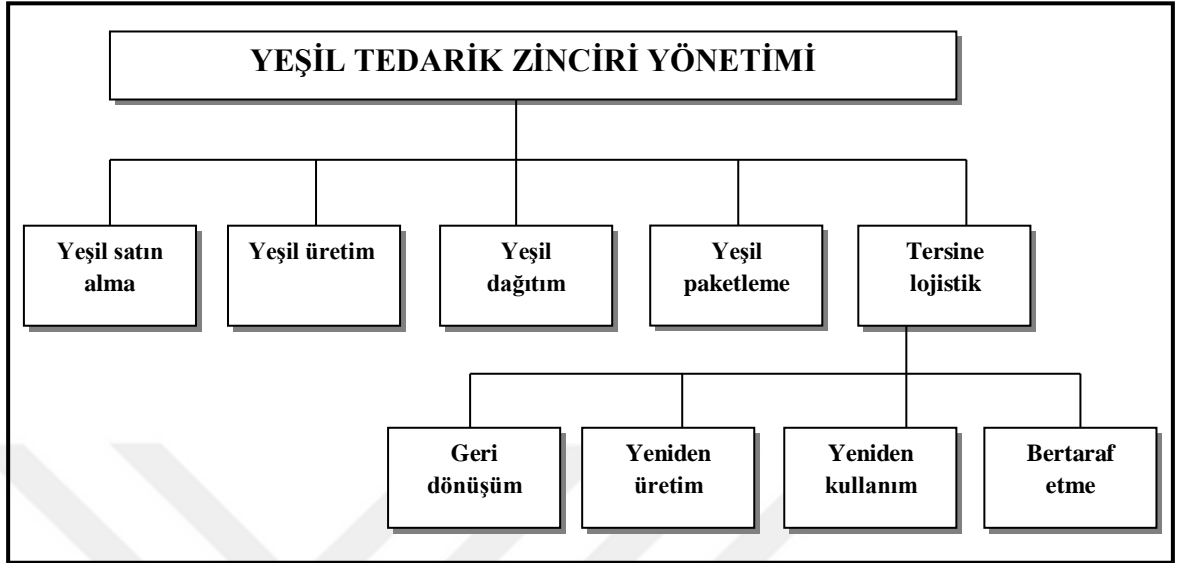 YEŞİL TEDARİK ZİNCİRİ YÖNETİMİ
Yeşil satın
alma
Yeşil üretim
Yeşil
dağıtım
Yeşil
paketleme
Tersine
lojistik
Geri
dönüşüm
Yeniden
üretim
Yeniden
kullanım
Bertaraf
etme